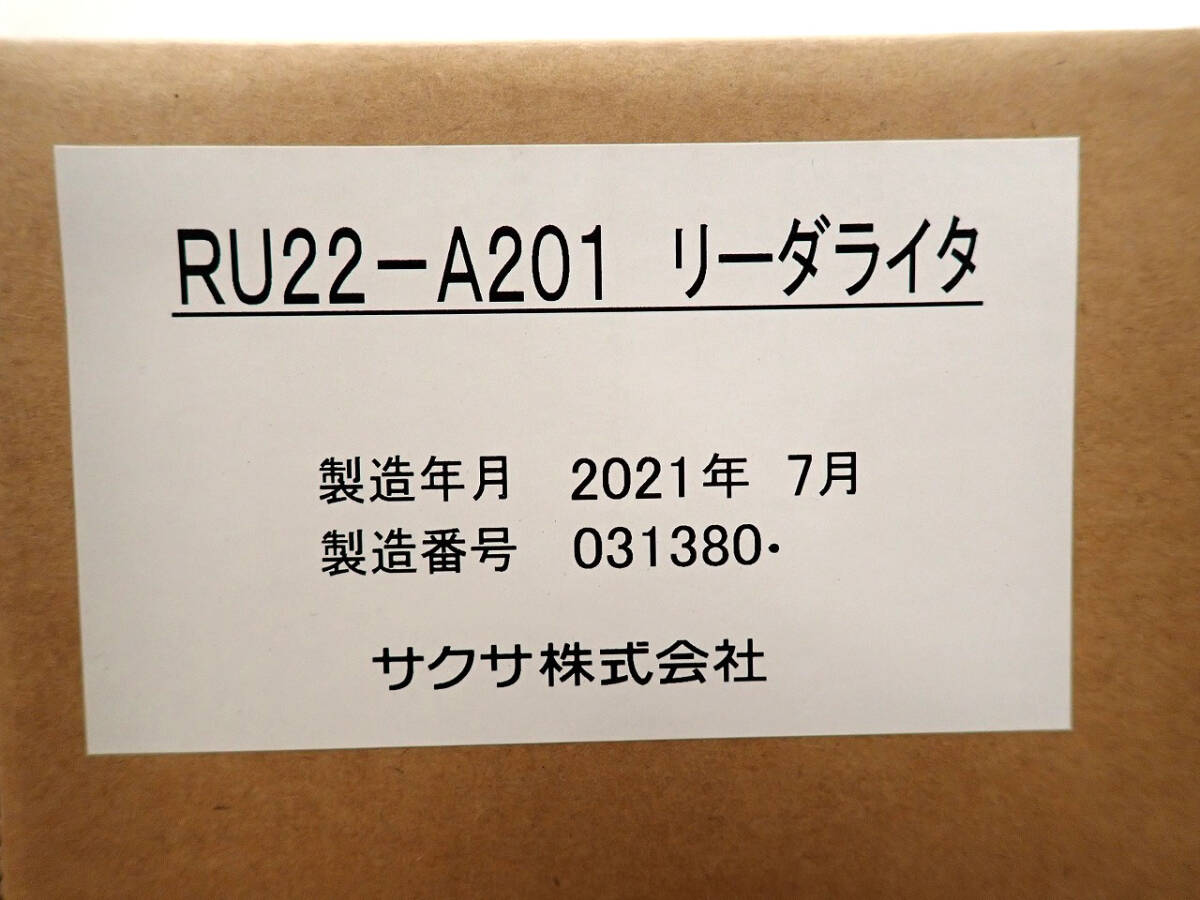 RU22-A201 リーダライタ
製造年月 2021年 7月
製造番号 031380・
サクサ株式会社